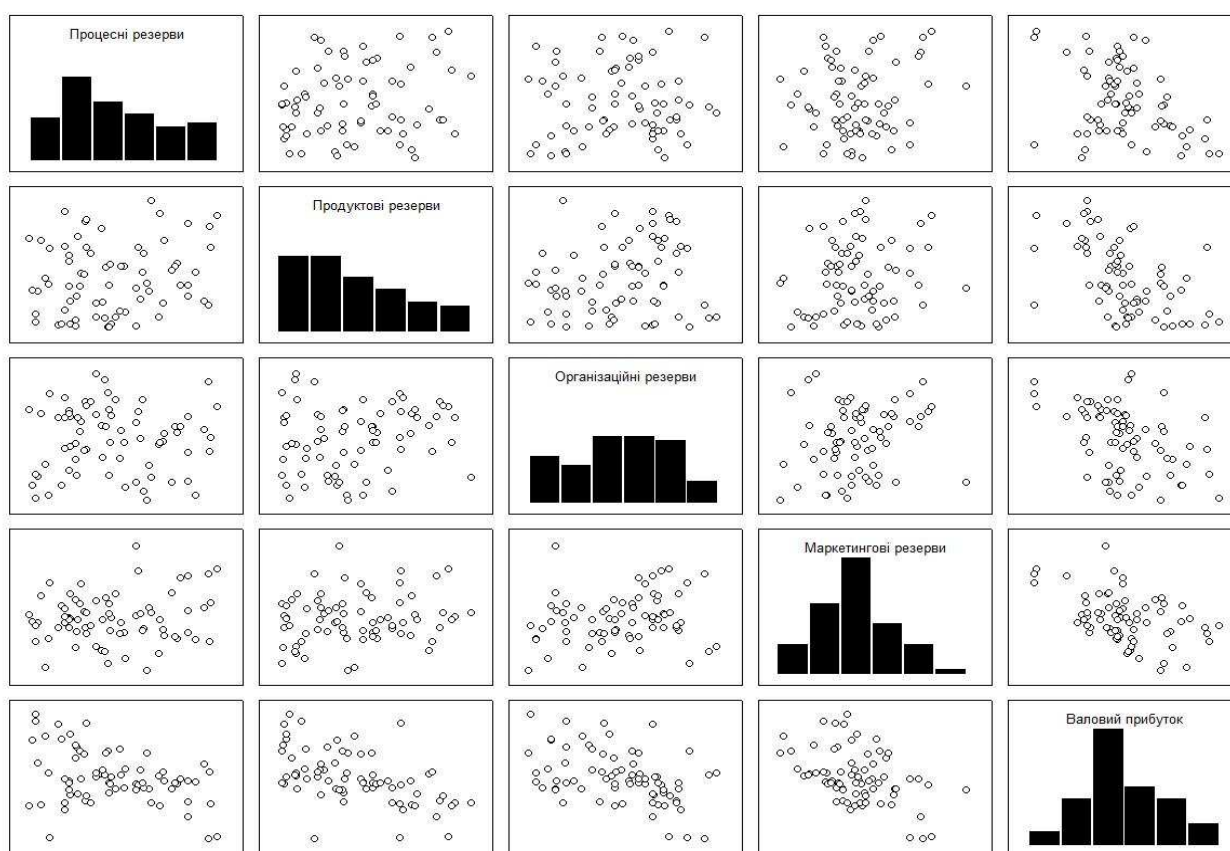 Процесні резерви
Продуктові резерви
Організаційні резерви
Маркетингові резерви
Валовий прибуток